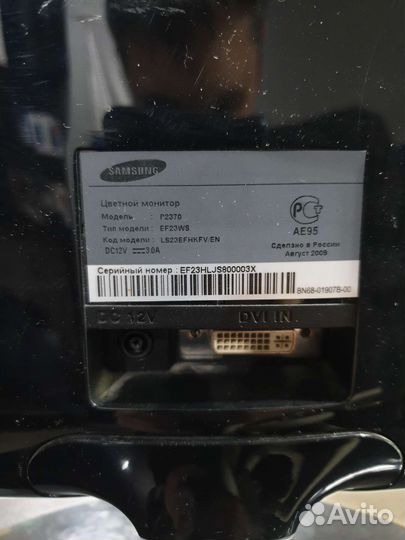 SAMSUNG
Цветной монитор
Модель : P2370
Тип модели : EF23WS
Код модели : LS23EFHKFV/EN
DC12V ⎓ 3.0A
РСТ
AE95
Сделано в России
Август 2009
Серийный номер : EF23HLJS800003X
BN68-01907B-00
DC 12V
DVI IN
Avito